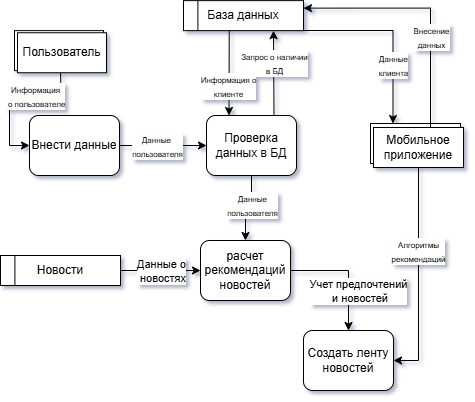 База данных
Пользователь
Внесение
данных
Запрос о наличии
в БД
Данные
клиента
Информация о
клиенте
Информация
о пользователе
Внести данные
Данные
пользователя
Проверка
данных в БД
Мобильное
приложение
Данные
пользователя
Алгоритмы
рекомендаций
Новости
Данные о
новостях
расчет
рекомендаций
новостей
Учет предпочтений
и новостей
Создать ленту
новостей